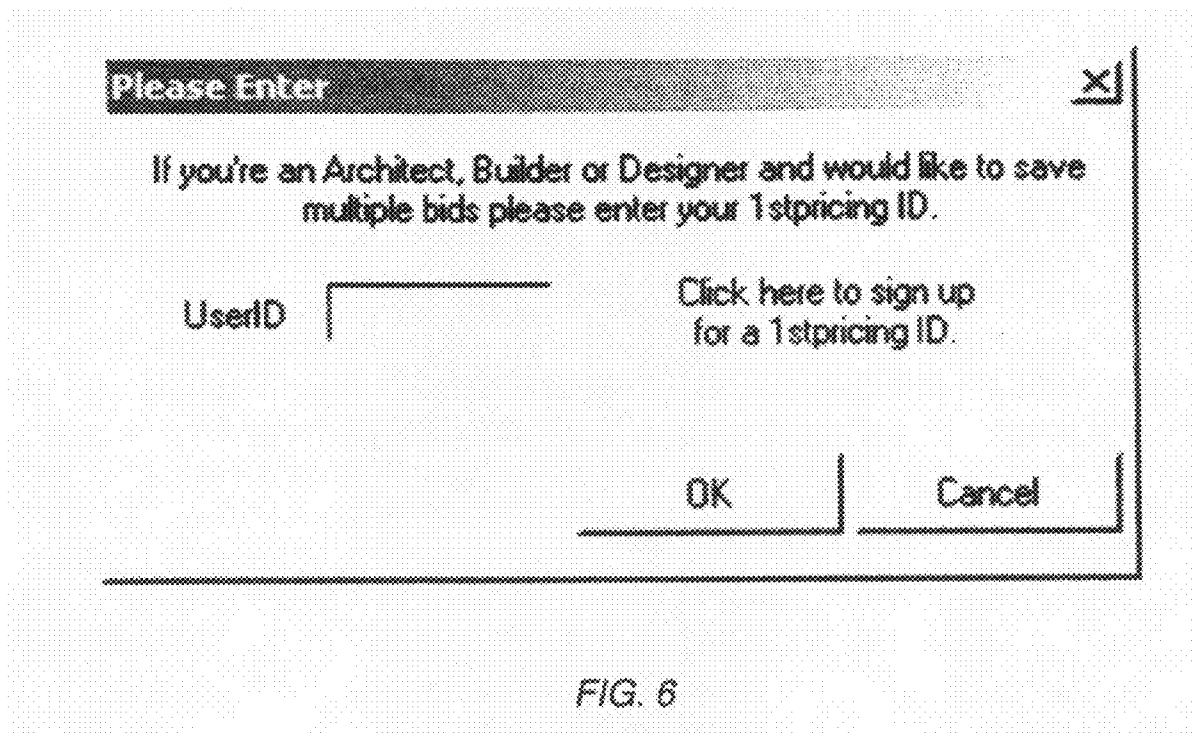 Please Enter
If you're an Architect, Builder or Designer and would like to save
multiple bids please enter your 1stpricing ID.
UserID
Click here to sign up
for a 1stpricing ID.
OK
Cancel
FIG. 6